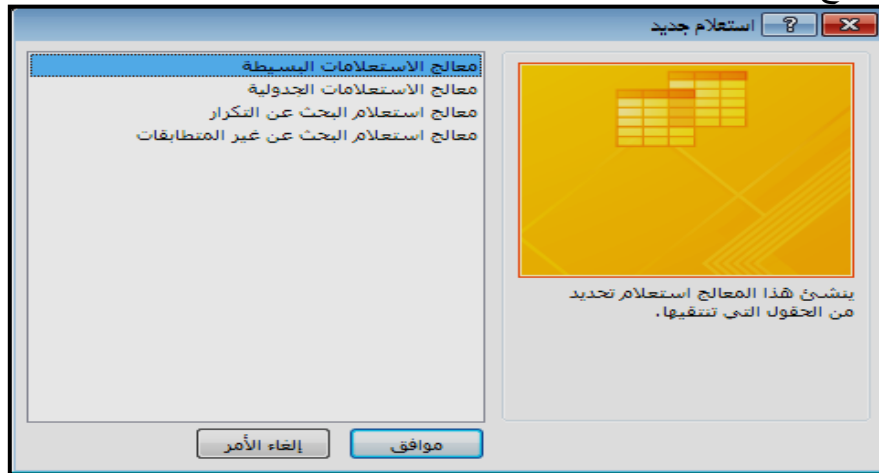 استعلام جديد
معالج الاستعلامات البسيطة
معالج الاستعلامات الجدولية
معالج استعلام البحث عن التكرار
معالج استعلام البحث عن غير المتطابقات
ينشئ هذا المعالج استعلام تحديد
من الحقول التي تنتقيها.
موافق
إلغاء الأمر